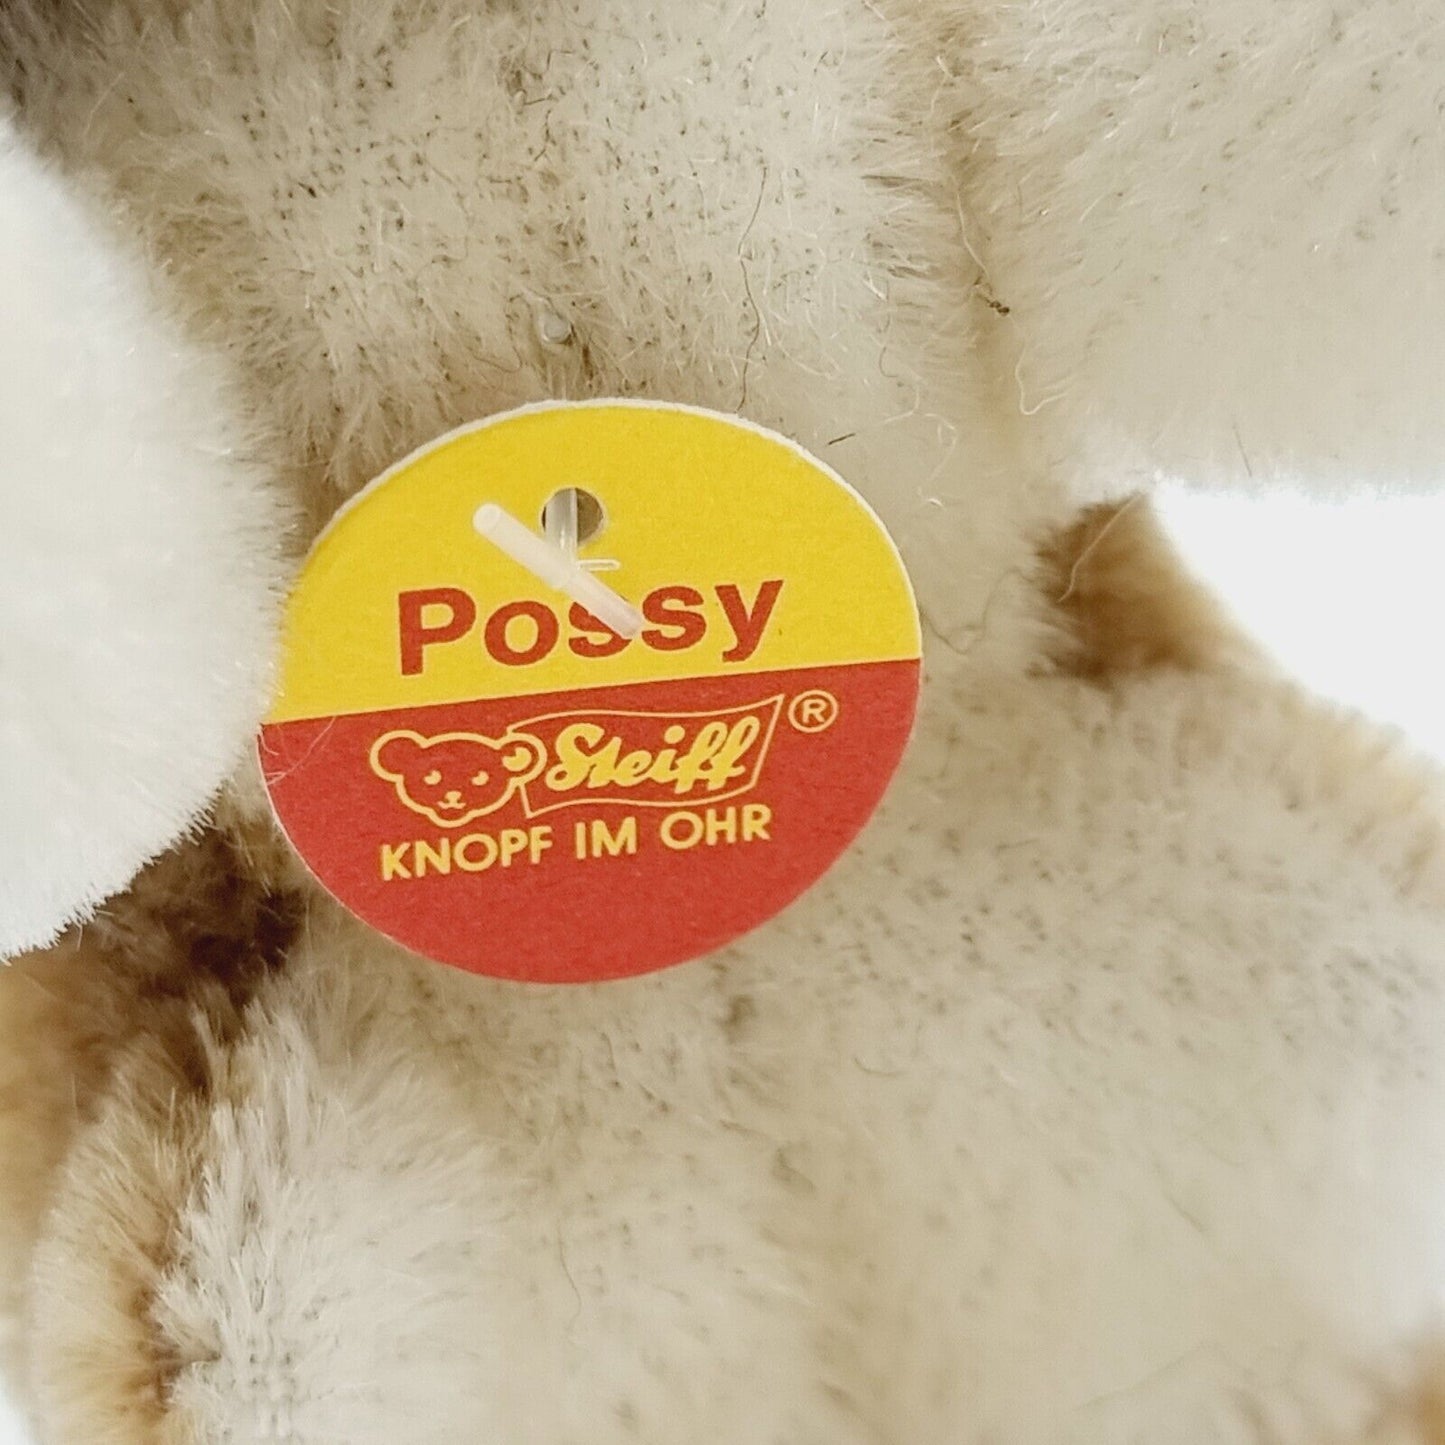 Possy
Steiff ®
KNOPF IM OHR